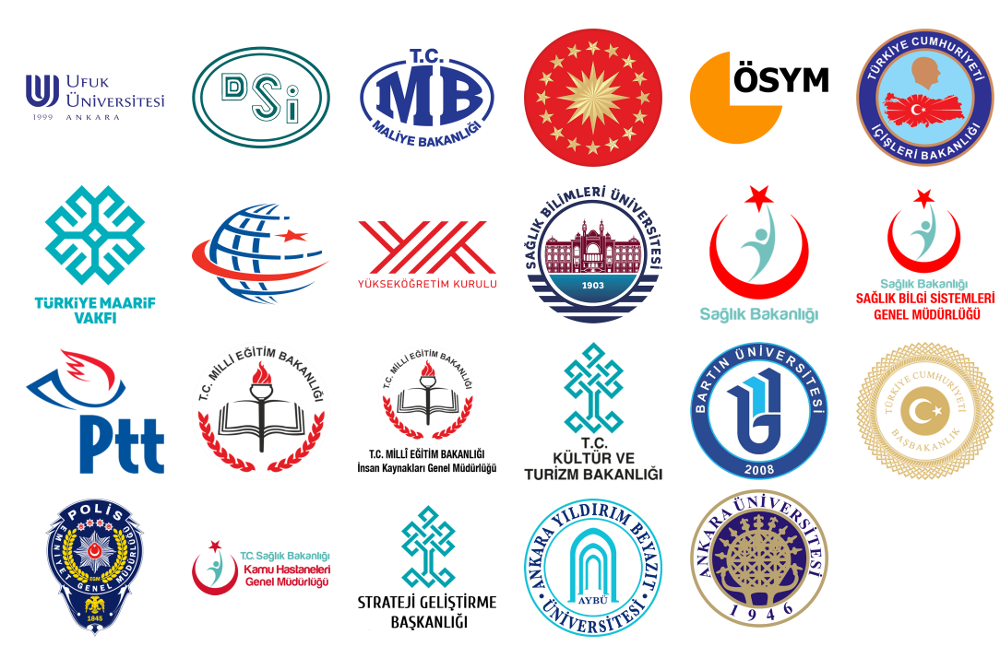 UFUK
ÜNİVERSİTESİ
1999 ANKARA
DSİ
T.C.
MB
MALİYE BAKANLIĞI
ÖSYM
TÜRKİYE CUMHURİYETİ
İÇİŞLERİ BAKANLIĞI
TÜRKİYE MAARİF
VAKFI
YÜKSEKÖĞRETİM KURULU
SAĞLIK BİLİMLERİ ÜNİVERSİTESİ
1903
Sağlık Bakanlığı
Sağlık Bakanlığı
SAĞLIK BİLGİ SİSTEMLERİ
GENEL MÜDÜRLÜĞÜ
Ptt
T.C. MİLLİ EĞİTİM BAKANLIĞI
T.C. MİLLİ EĞİTİM BAKANLIĞI
T.C. MİLLÎ EĞİTİM BAKANLIĞI
İnsan Kaynakları Genel Müdürlüğü
T.C.
KÜLTÜR VE
TURİZM BAKANLIĞI
BARTIN ÜNİVERSİTESİ
2008
TÜRKİYE CUMHURİYETİ
BAŞBAKANLIK
POLİS
EMNİYET GENEL MÜDÜRLÜĞÜ
EGM
1845
T.C. Sağlık Bakanlığı
Kamu Hastaneleri
Genel Müdürlüğü
STRATEJİ GELİŞTİRME
BAŞKANLIĞI
ANKARA YILDIRIM BEYAZIT
ÜNİVERSİTESİ
AYBÜ
ANKARA ÜNİVERSİTESİ
1946